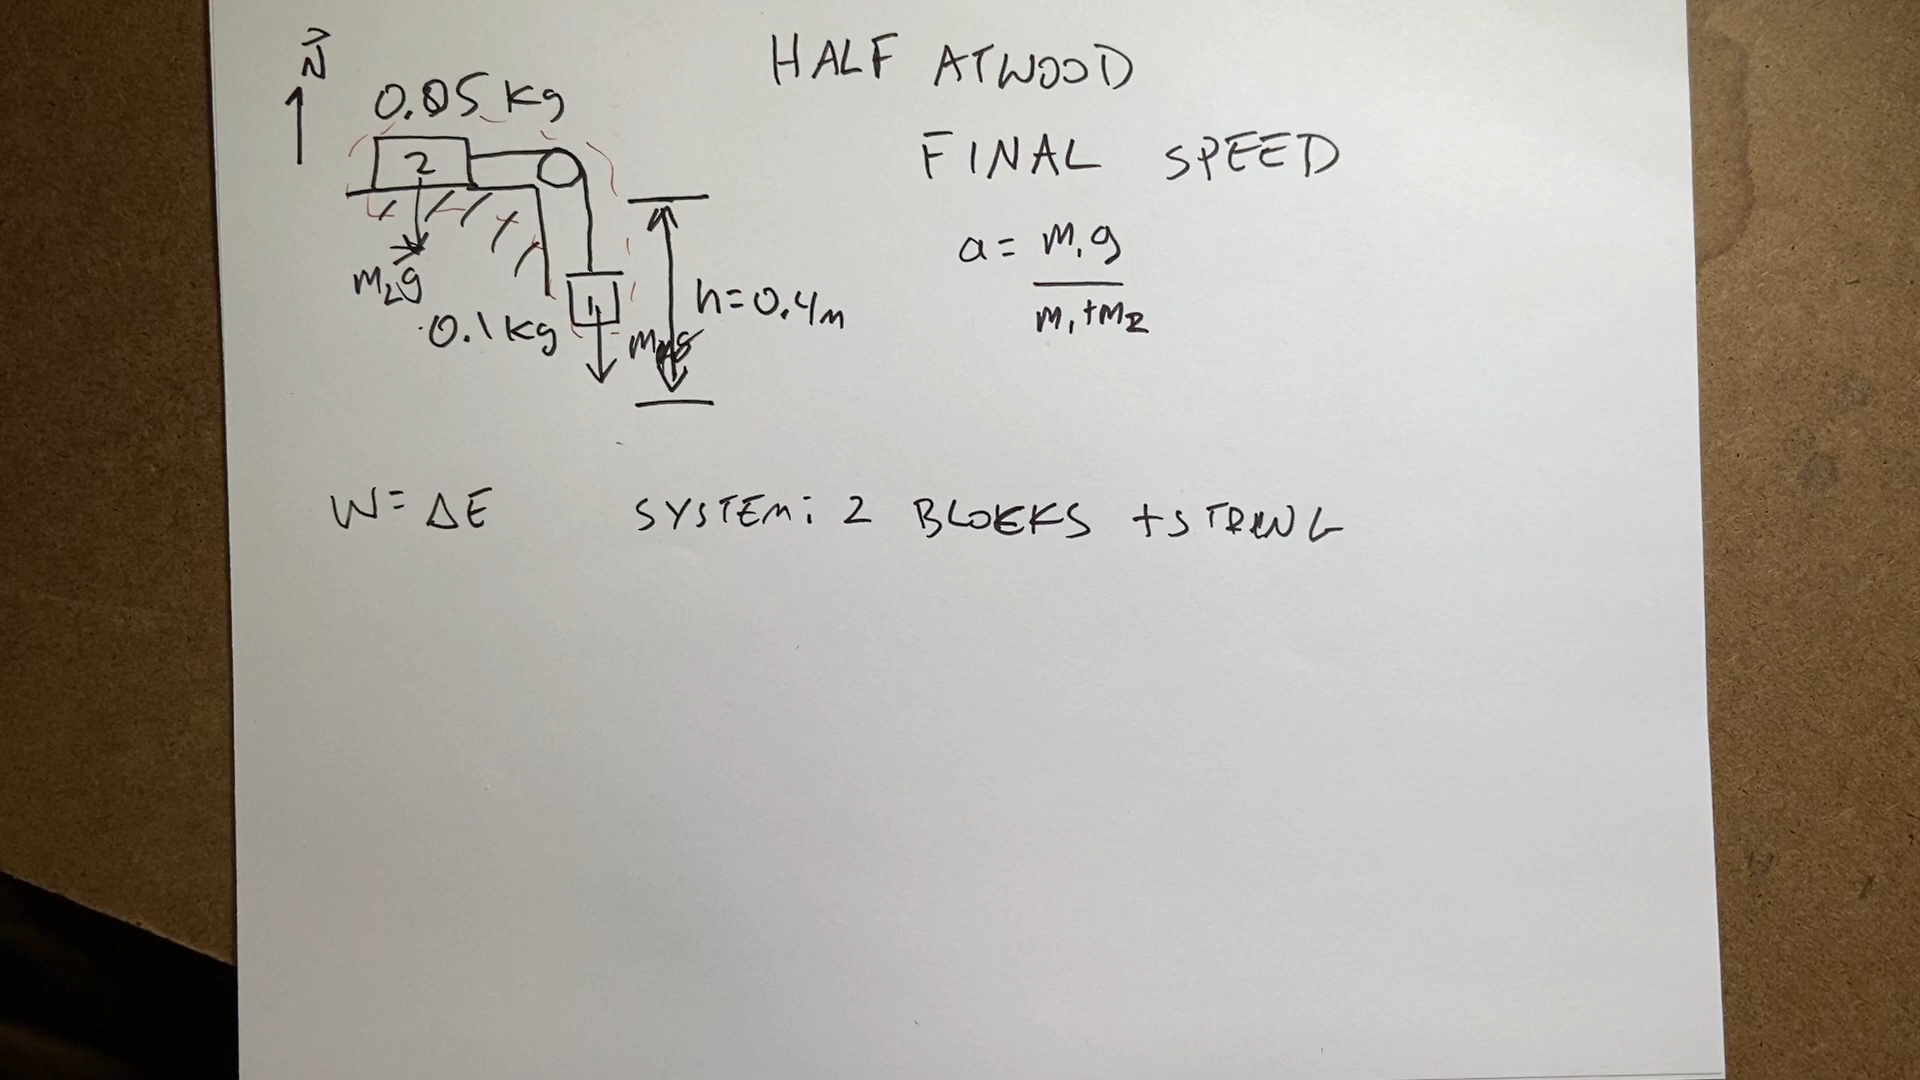 HALF ATWOOD
FINAL SPEED
a = m₁g / m₁+m₂
N
0.05 kg
2
m₂g
1
0.1 kg
h=0.4m
W=ΔE
SYSTEM: 2 BLOCKS + STRING